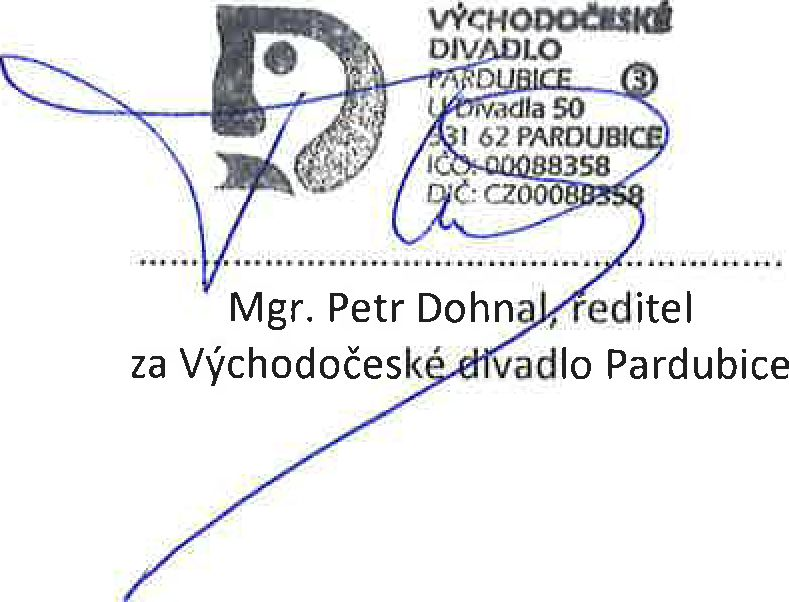 VÝCHODOČESKÉ
DIVADLO
PARDUBICE ③
U Divadla 50
531 62 PARDUBICE
IČO: 00088358
DIČ: CZ00088358
Mgr. Petr Dohnal, ředitel
za Východočeské divadlo Pardubice